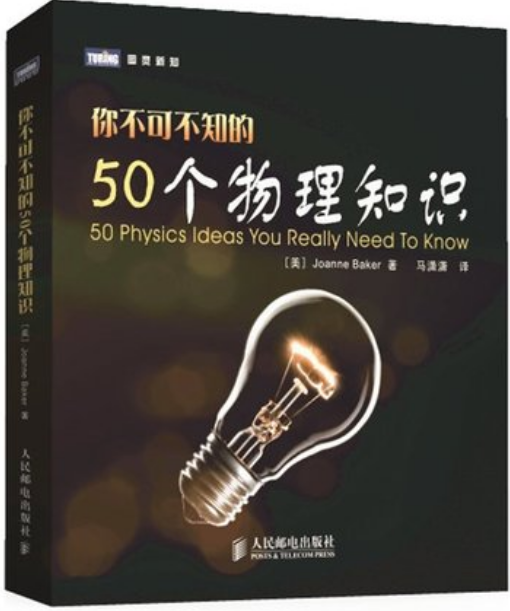 TURING 图灵新知
你不可不知的
50个物理知识
50 Physics Ideas You Really Need To Know
［美］Joanne Baker 著 马潇潇 译
人民邮电出版社
POSTS & TELECOM PRESS
你不可不知的50个物理知识
［美］Joanne Baker 著
人民邮电出版社